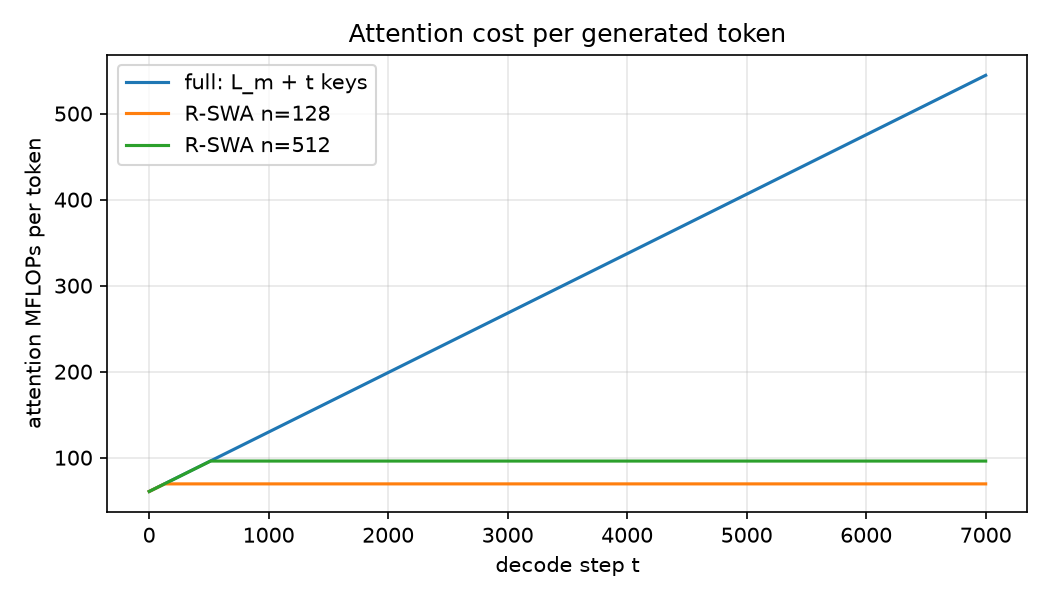 Attention cost per generated token
full: L_m + t keys
R-SWA n=128
R-SWA n=512
attention MFLOPs per token
500
400
300
200
100
0 1000 2000 3000 4000 5000 6000 7000
decode step t